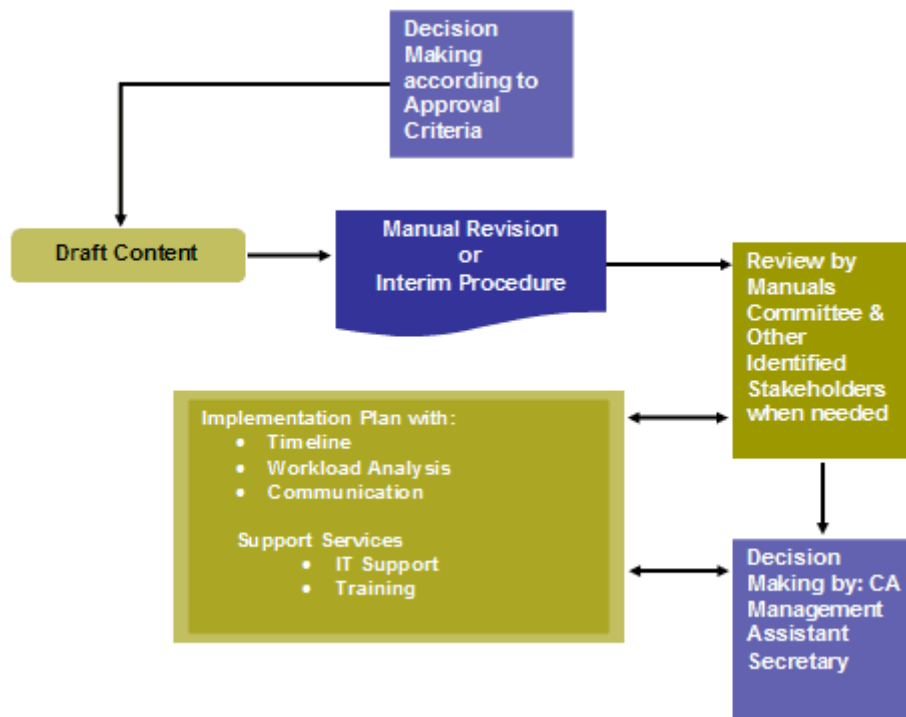 Decision
Making
according to
Approval
Criteria
Draft Content
Manual Revision
or
Interim Procedure
Review by
Manuals
Committee &
Other
Identified
Stakeholders
when needed
Implementation Plan with:
• Timeline
• Workload Analysis
• Communication
Support Services
• IT Support
• Training
Decision
Making by: CA
Management
Assistant
Secretary